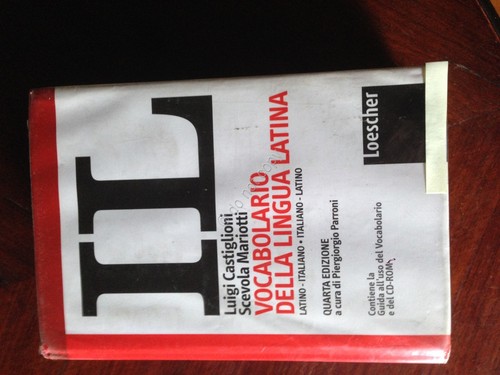 IL
Luigi Castiglioni
Scevola Mariotti
VOCABOLARIO
DELLA LINGUA LATINA
LATINO - ITALIANO • ITALIANO - LATINO
QUARTA EDIZIONE
a cura di Piergiorgio Parroni
Contiene la
Guida all'uso del Vocabolario
e del CD-ROM
Loescher